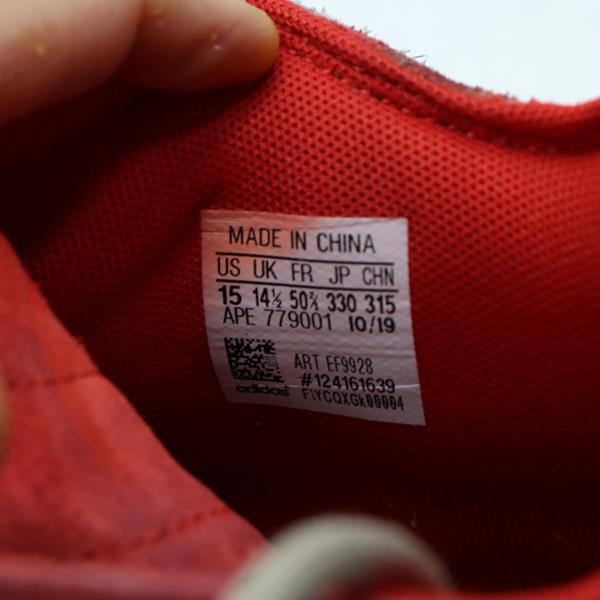 MADE IN CHINA
US UK FR JP CHN
15 14½ 50⅔ 330 315
APE 779001 10/19
ART EF9928
#124161639
adidas F1YCQXGk00004